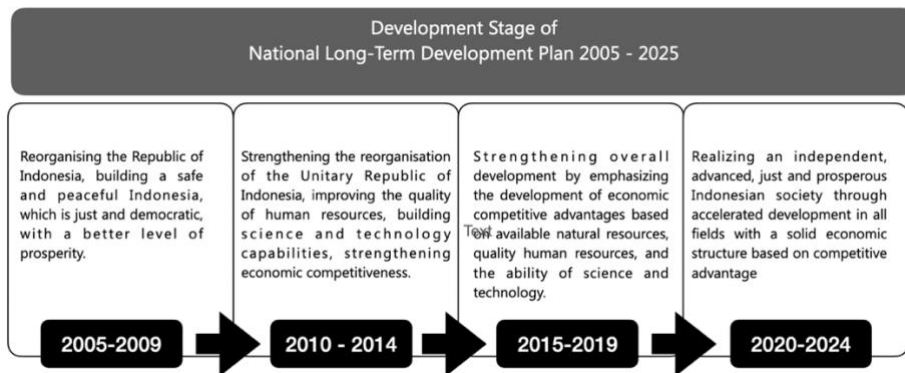 Development Stage of
National Long-Term Development Plan 2005 - 2025
Reorganising the Republic of
Indonesia, building a safe
and peaceful Indonesia,
which is just and democratic,
with a better level of
prosperity.
2005-2009
Strengthening the reorganisation
of the Unitary Republic of
Indonesia, improving the quality
of human resources, building
science and technology
capabilities, strengthening
economic competitiveness.
2010 - 2014
Strengthening overall
development by emphasizing
the development of economic
competitive advantages based
on available natural resources,
quality human resources, and
the ability of science and
technology.
Text
2015-2019
Realizing an independent,
advanced, just and prosperous
Indonesian society through
accelerated development in all
fields with a solid economic
structure based on competitive
advantage
2020-2024